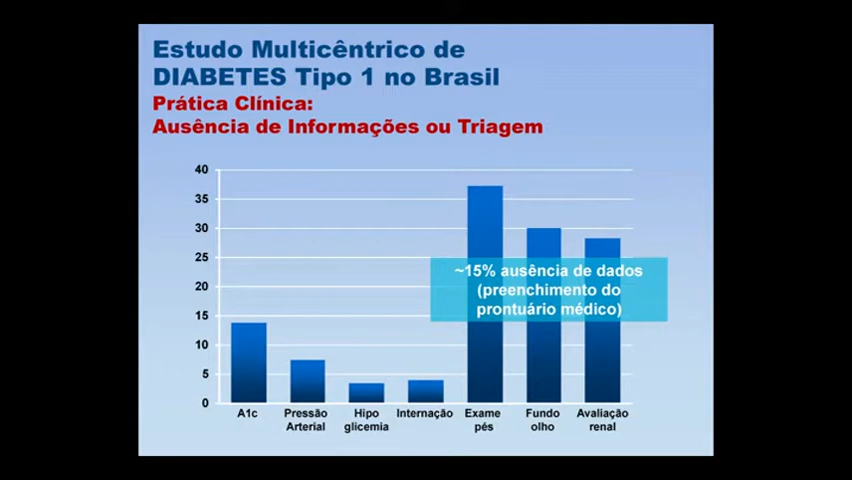 Estudo Multicêntrico de
DIABETES Tipo 1 no Brasil
Prática Clínica:
Ausência de Informações ou Triagem
40
35
30
25
20
15
10
5
0
~15% ausência de dados
(preenchimento do
prontuário médico)
A1c
Pressão
Arterial
Hipo
glicemia
Internação
Exame
pés
Fundo
olho
Avaliação
renal